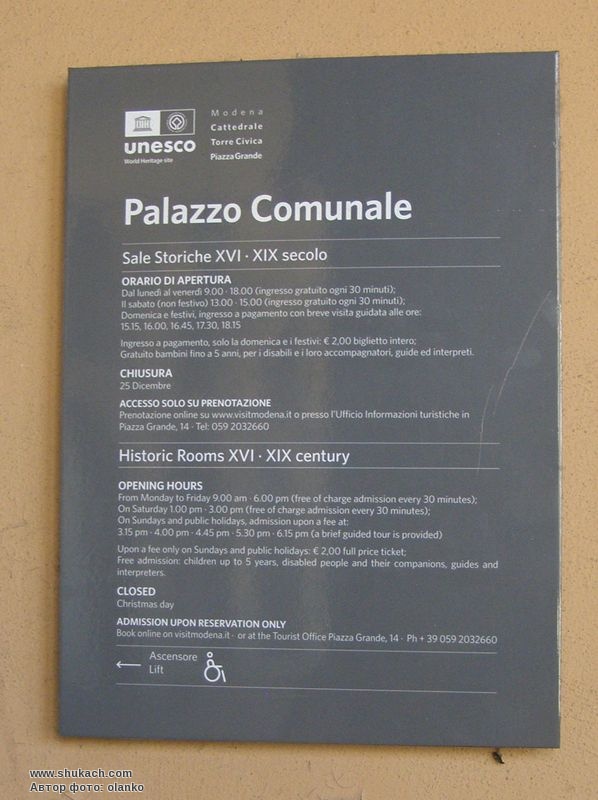 unesco
World Heritage site
Modena
Cattedrale
Torre Civica
Piazza Grande
Palazzo Comunale
Sale Storiche XVI · XIX secolo
ORARIO DI APERTURA
Dal lunedì al venerdì 9.00 · 18.00 (ingresso gratuito ogni 30 minuti);
Il sabato (non festivo) 13.00 · 15.00 (ingresso gratuito ogni 30 minuti);
Domenica e festivi, ingresso a pagamento con breve visita guidata alle ore:
15.15, 16.00, 16.45, 17.30, 18.15
Ingresso a pagamento, solo la domenica e i festivi: € 2,00 biglietto intero;
Gratuito bambini fino a 5 anni, per i disabili e i loro accompagnatori, guide ed interpreti.
CHIUSURA
25 Dicembre
ACCESSO SOLO SU PRENOTAZIONE
Prenotazione online su www.visitmodena.it o presso l'Ufficio Informazioni turistiche in
Piazza Grande, 14 · Tel: 059 2032660
Historic Rooms XVI · XIX century
OPENING HOURS
From Monday to Friday 9.00 am · 6.00 pm (free of charge admission every 30 minutes);
On Saturday 1.00 pm · 3.00 pm (free of charge admission every 30 minutes);
On Sundays and public holidays, admission upon a fee at:
3.15 pm · 4.00 pm · 4.45 pm · 5.30 pm · 6.15 pm (a brief guided tour is provided)
Upon a fee only on Sundays and public holidays: € 2,00 full price ticket;
Free admission: children up to 5 years, disabled people and their companions, guides and
interpreters.
CLOSED
Christmas day
ADMISSION UPON RESERVATION ONLY
Book online on visitmodena.it · or at the Tourist Office Piazza Grande, 14 · Ph + 39 059 2032660
Ascensore
Lift
www.shukach.com
Автор фото: olanko